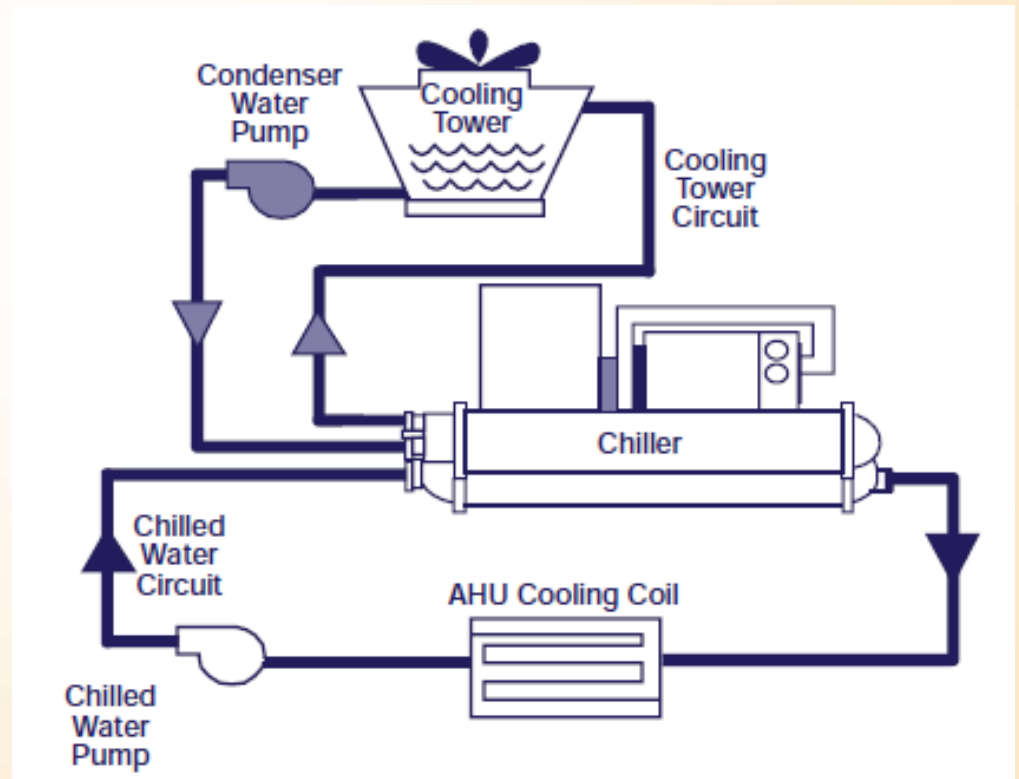 Condenser
Water
Pump
Cooling
Tower
Cooling
Tower
Circuit
Chiller
Chilled
Water
Circuit
AHU Cooling Coil
Chilled
Water
Pump